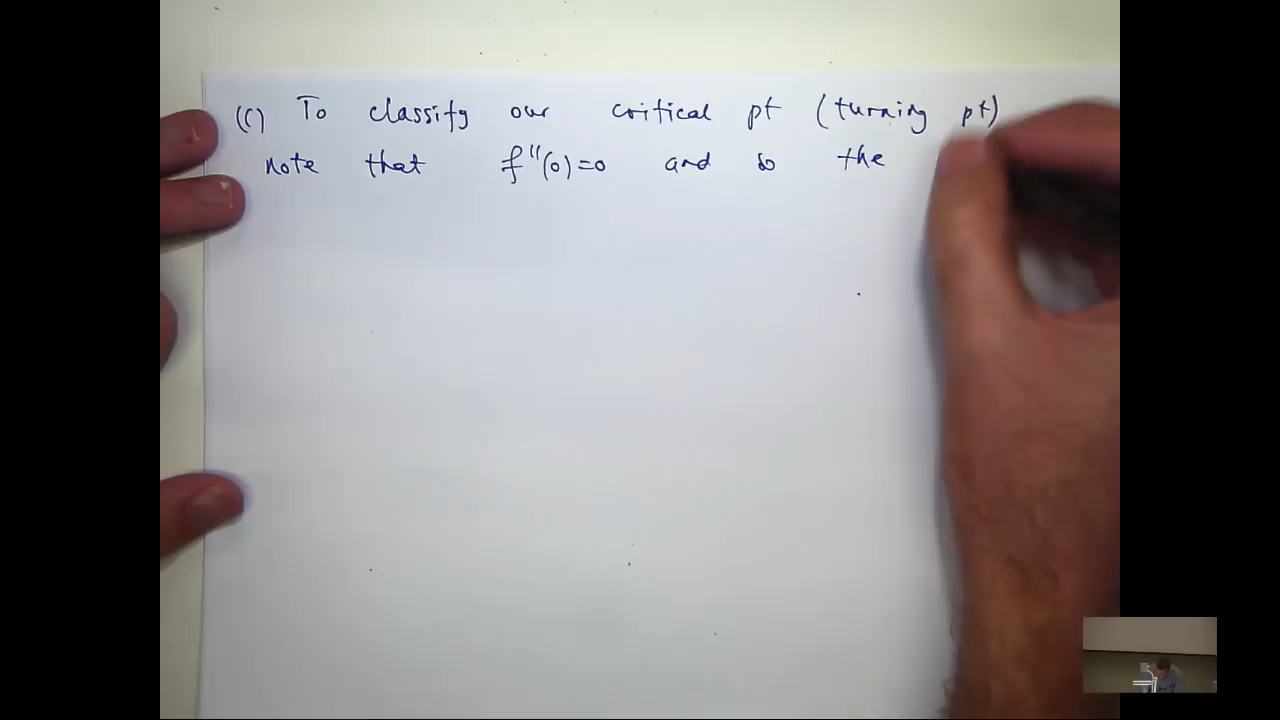 (c) To classify our critical pt (turning pt)
note that f''(0)=0 and so the